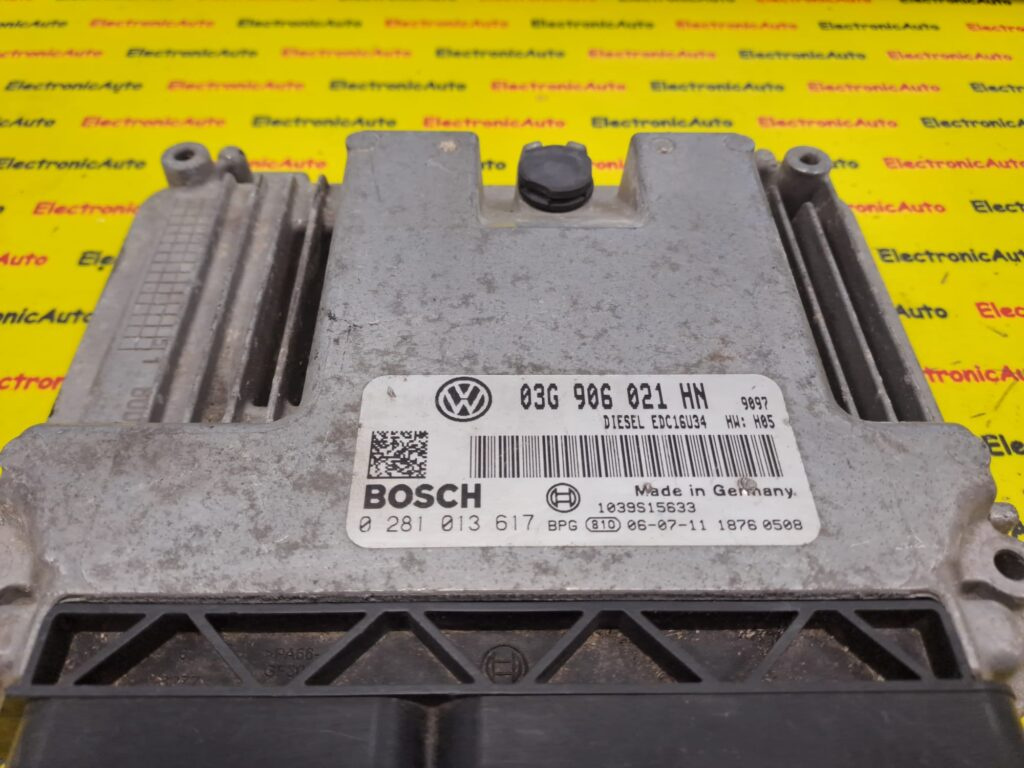 ElectronicAuto
03G 906 021 HN 9097
DIESEL EDC16U34 HW: H05
BOSCH
Made in Germany.
1039S15633
0 281 013 617 BPG 810 06-07-11 1876 0508
>PA66-